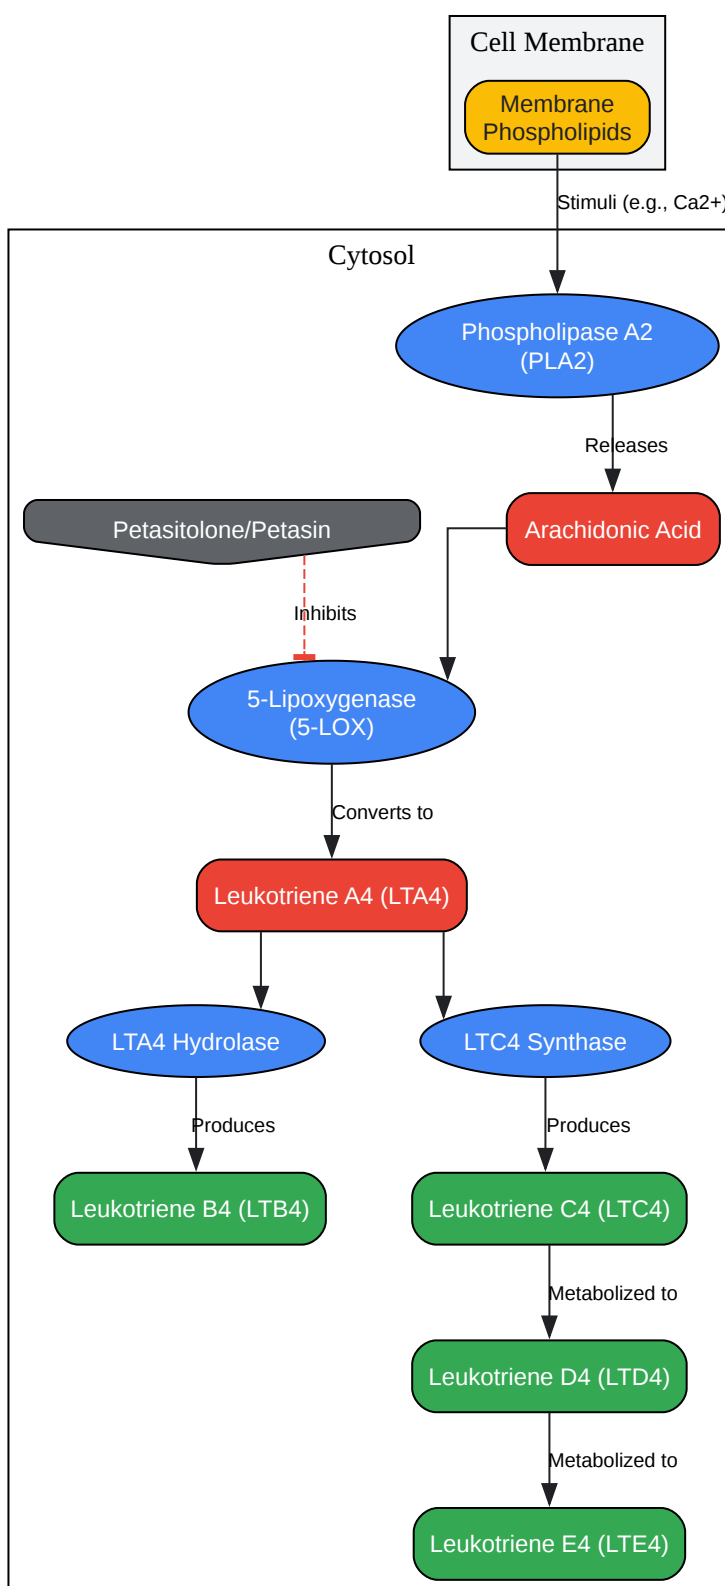 Cell Membrane
Membrane
Phospholipids
Stimuli (e.g., Ca2+)
Cytosol
Phospholipase A2
(PLA2)
Releases
Petasitolone/Petasin
Arachidonic Acid
Inhibits
5-Lipoxygenase
(5-LOX)
Converts to
Leukotriene A4 (LTA4)
LTA4 Hydrolase
LTC4 Synthase
Produces
Produces
Leukotriene B4 (LTB4)
Leukotriene C4 (LTC4)
Metabolized to
Leukotriene D4 (LTD4)
Metabolized to
Leukotriene E4 (LTE4)